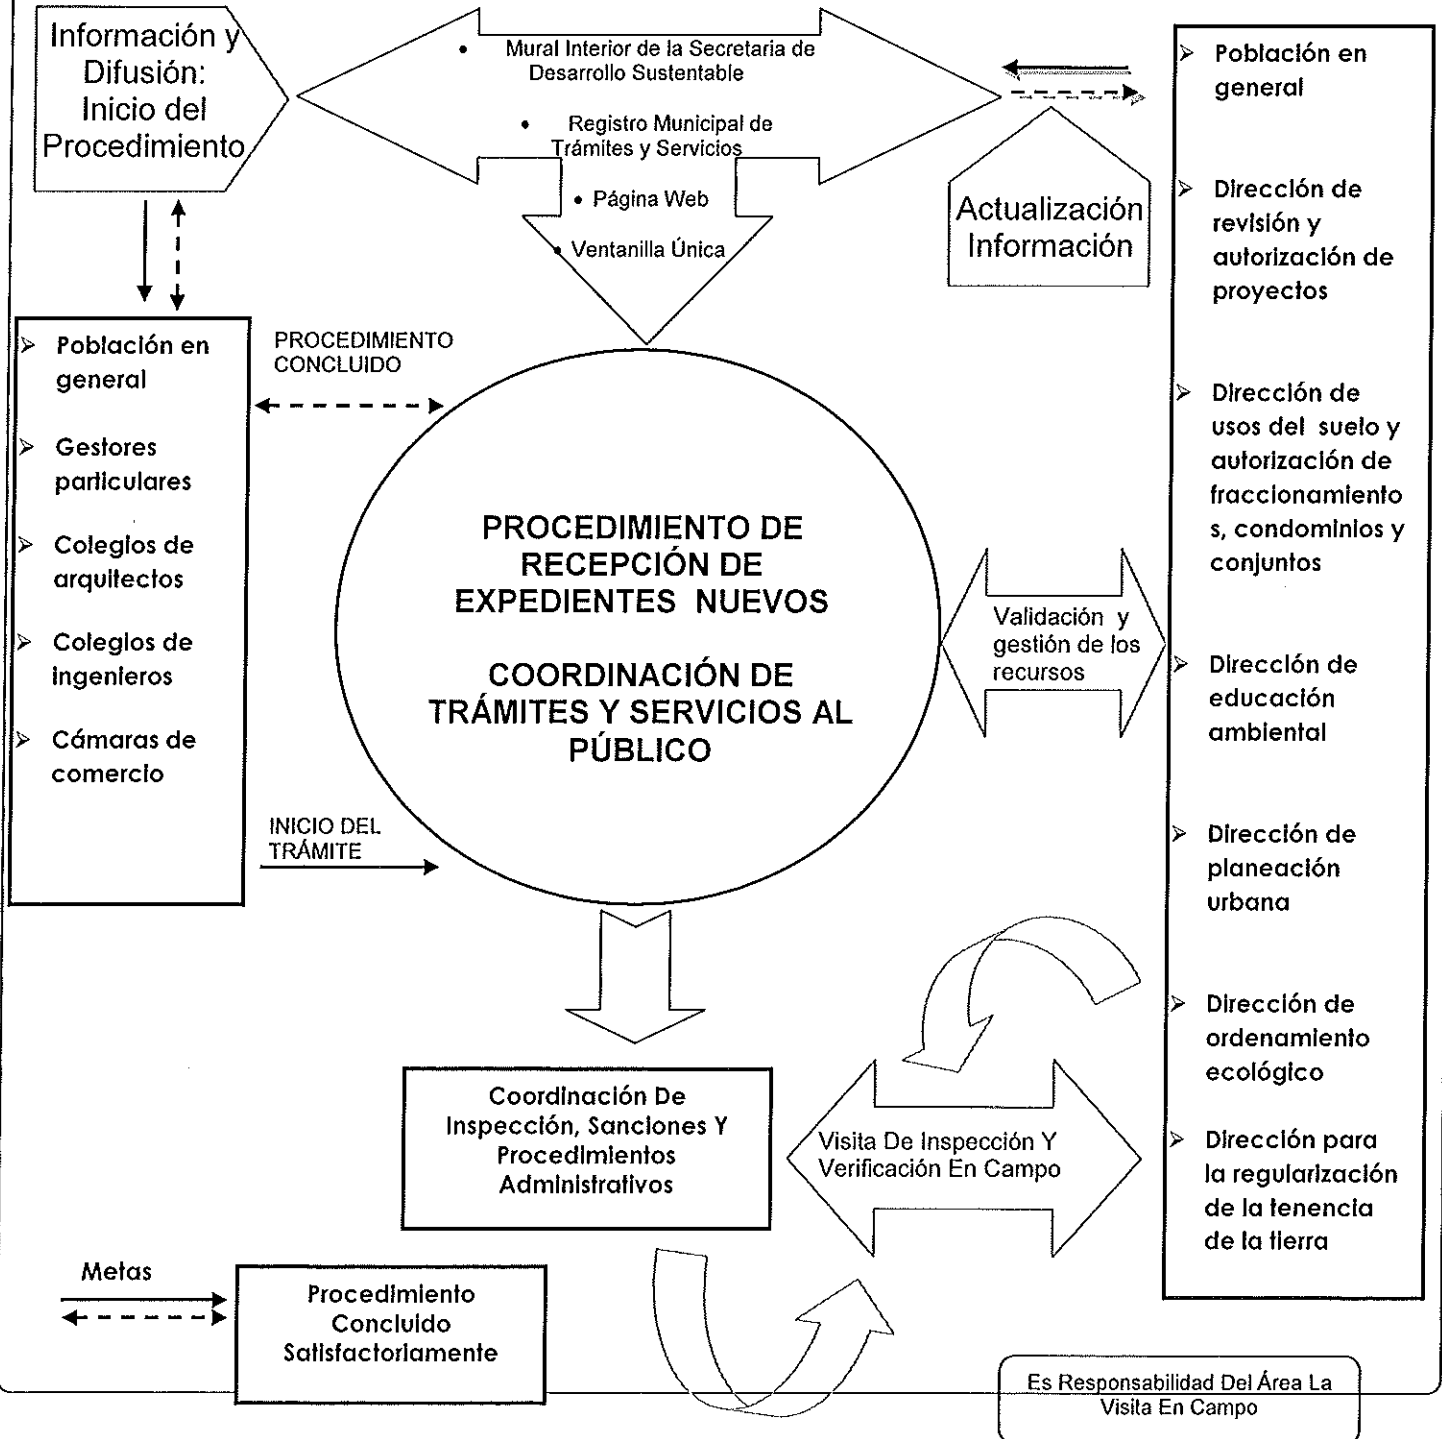 Información y
Difusión:
Inicio del
Procedimiento
• Mural Interior de la Secretaria de
Desarrollo Sustentable
• Registro Municipal de
Trámites y Servicios
• Página Web
• Ventanilla Única
Actualización
Información
➢ Población en
general
➢ Dirección de
revisión y
autorización de
proyectos
➢ Dirección de
usos del suelo y
autorización de
fraccionamiento
s, condominios y
conjuntos
➢ Dirección de
educación
ambiental
➢ Dirección de
planeación
urbana
➢ Dirección de
ordenamiento
ecológico
➢ Dirección para
la regularización
de la tenencia
de la tierra
➢ Población en
general
➢ Gestores
particulares
➢ Colegios de
arquitectos
➢ Colegios de
ingenieros
➢ Cámaras de
comercio
PROCEDIMIENTO
CONCLUIDO
PROCEDIMIENTO DE
RECEPCIÓN DE
EXPEDIENTES NUEVOS
COORDINACIÓN DE
TRÁMITES Y SERVICIOS AL
PÚBLICO
Validación y
gestión de los
recursos
INICIO DEL
TRÁMITE
Coordinación De
Inspección, Sanciones Y
Procedimientos
Administrativos
Visita De Inspección Y
Verificación En Campo
Metas
Procedimiento
Concluido
Satisfactoriamente
Es Responsabilidad Del Área La
Visita En Campo